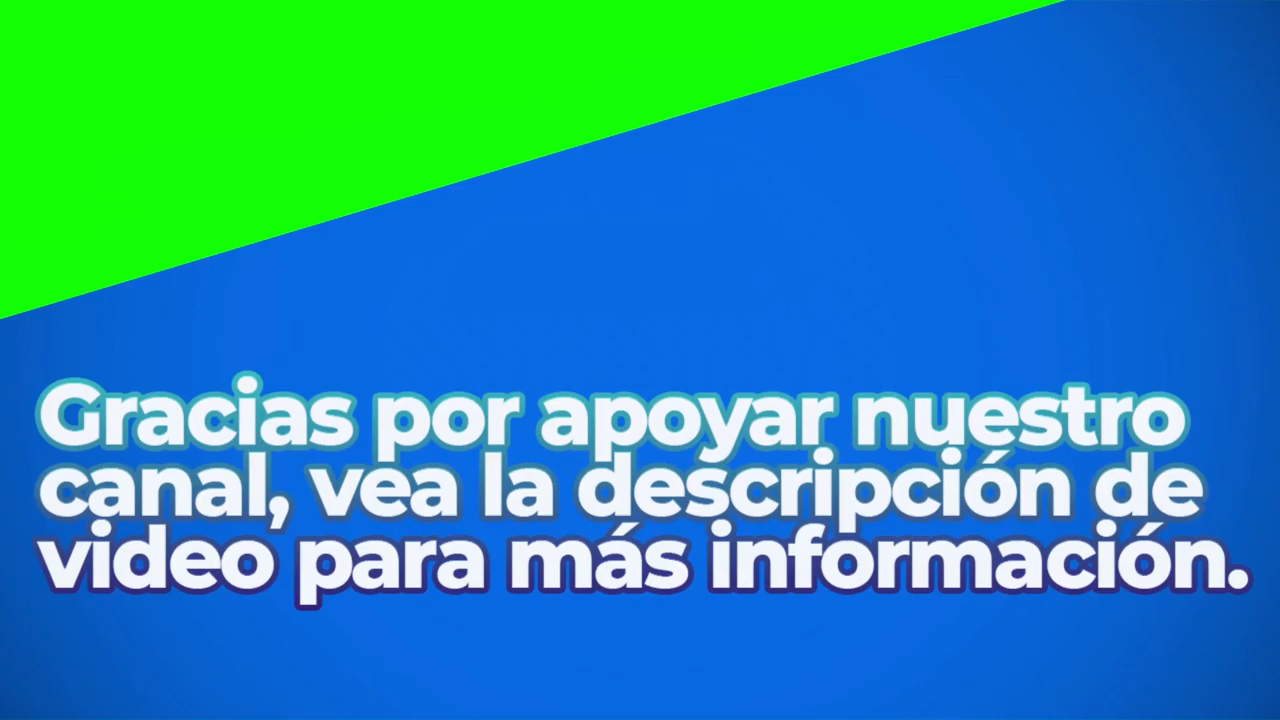 Gracias por apoyar nuestro
canal, vea la descripción de
video para más información.